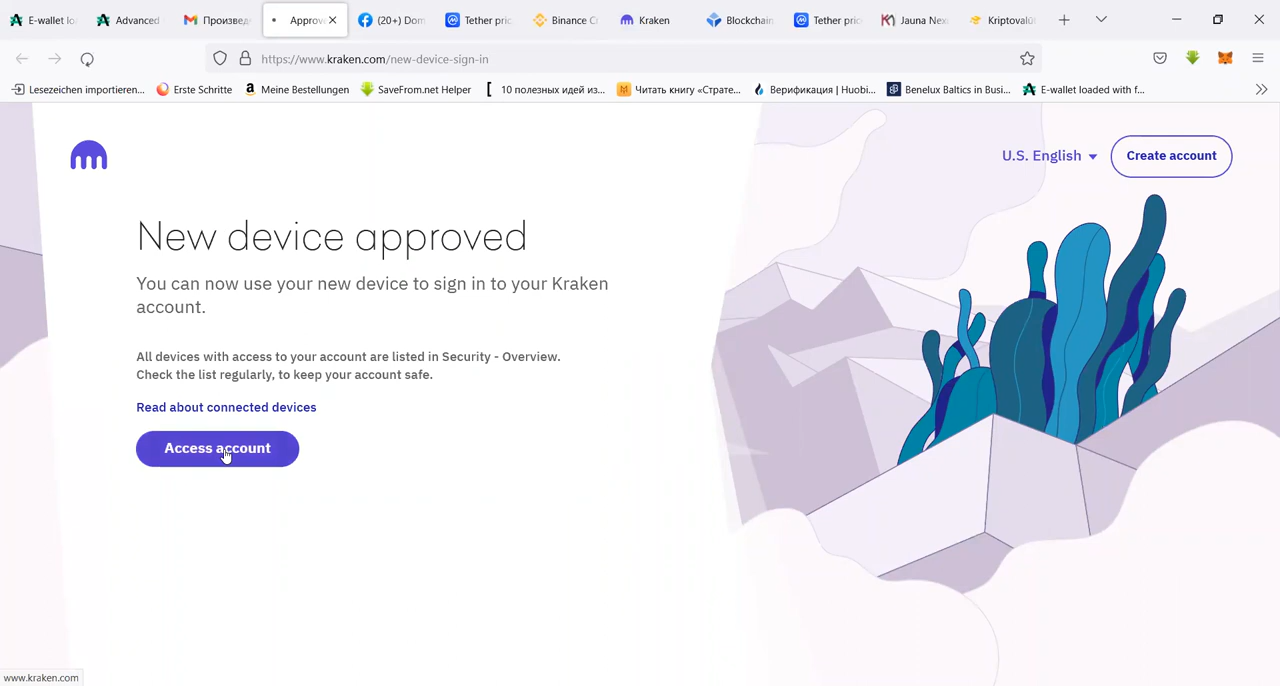 E-wallet lo
Advanced
Произвед
Approv
(20+) Dom
Tether pric
Binance C
Kraken
Blockchain
Tether pric
Jauna Nex
Kriptovalū
https://www.kraken.com/new-device-sign-in
Lesezeichen importieren...
Erste Schritte
Meine Bestellungen
SaveFrom.net Helper
10 полезных идей из...
Читать книгу «Страте...
Верификация | Huobi...
Benelux Baltics in Busi...
E-wallet loaded with f...
U.S. English
Create account
New device approved
You can now use your new device to sign in to your Kraken
account.
All devices with access to your account are listed in Security - Overview.
Check the list regularly, to keep your account safe.
Read about connected devices
Access account
www.kraken.com